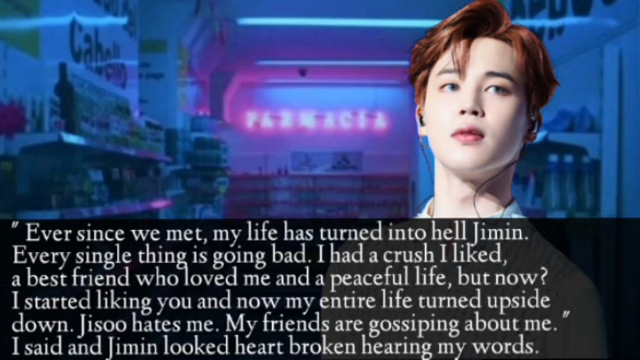 Cabello
FARMACIA
" Ever since we met, my life has turned into hell Jimin.
Every single thing is going bad. I had a crush I liked,
a best friend who loved me and a peaceful life, but now?
I started liking you and now my entire life turned upside
down. Jisoo hates me. My friends are gossiping about me. "
I said and Jimin looked heart broken hearing my words.